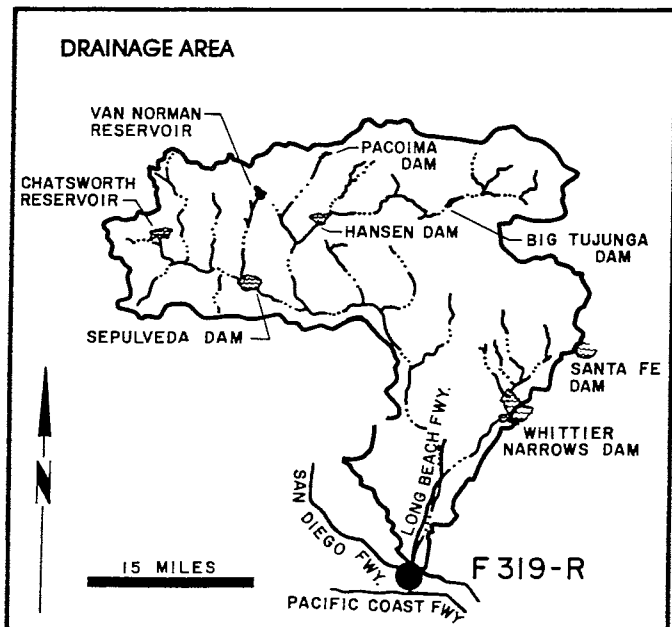 DRAINAGE AREA
VAN NORMAN
RESERVOIR
PACOIMA
DAM
CHATSWORTH
RESERVOIR
HANSEN DAM
BIG TUJUNGA
DAM
SEPULVEDA DAM
SANTA FE
DAM
WHITTIER
NARROWS DAM
LONG BEACH FWY.
SAN DIEGO FWY.
N
15 MILES
F319-R
PACIFIC COAST FWY